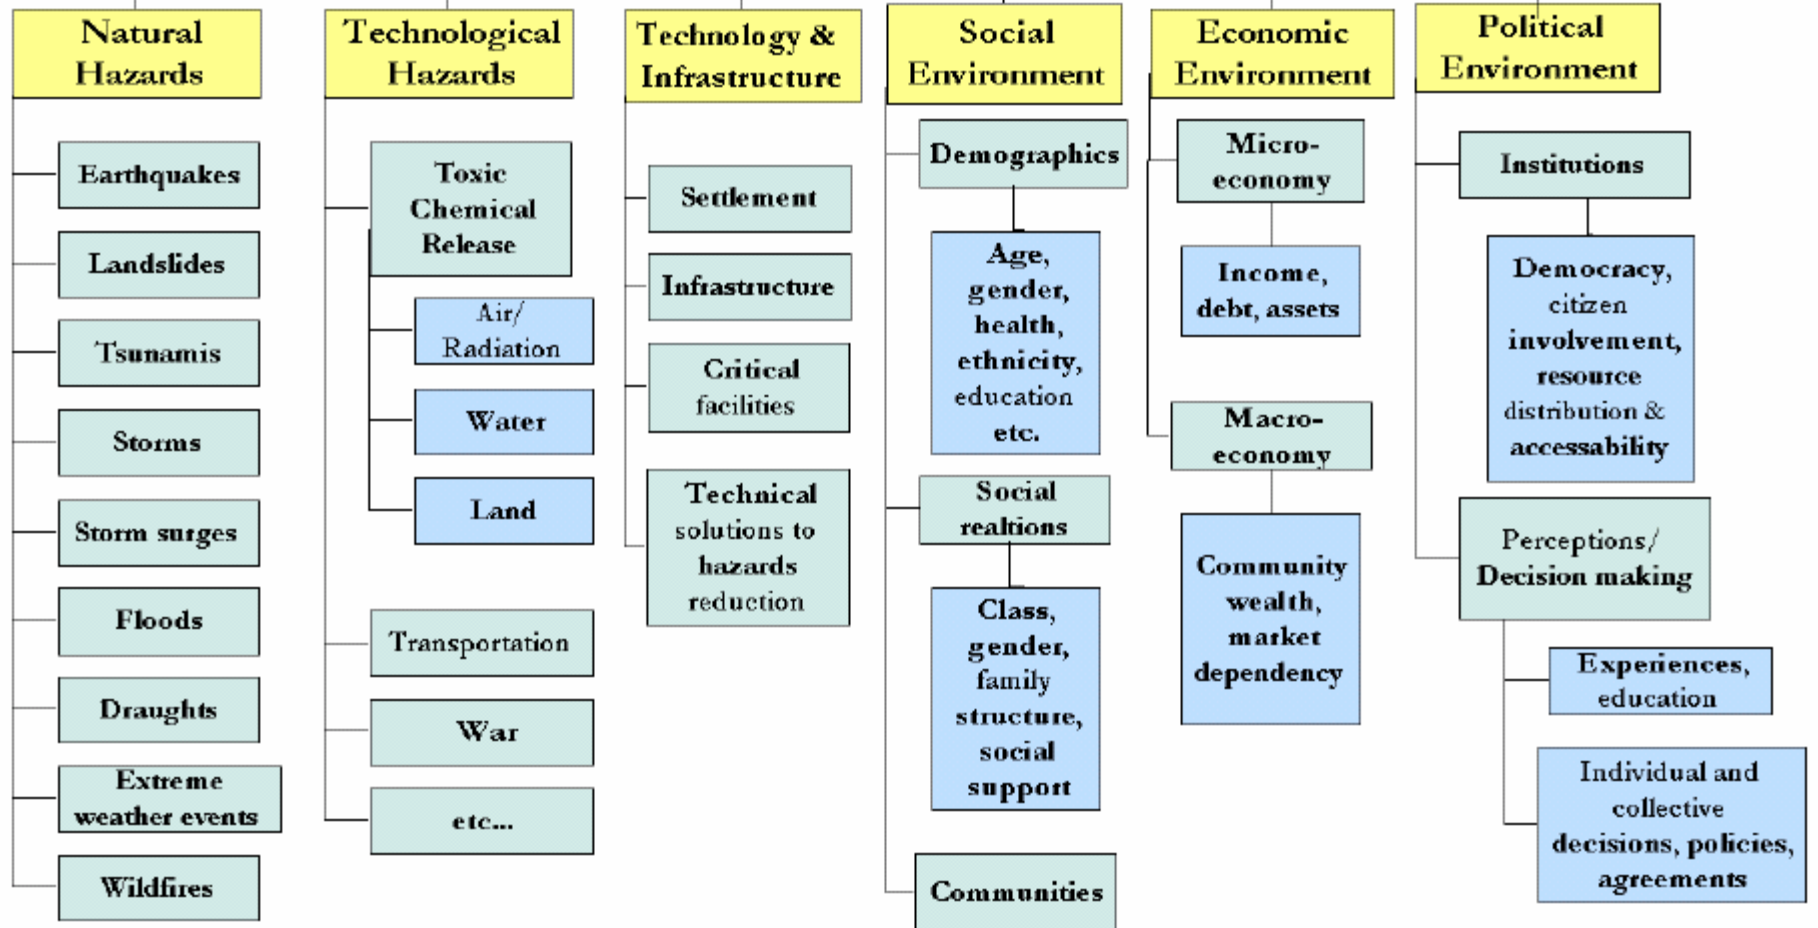 Natural
Hazards
Earthquakes
Landslides
Tsunamis
Storms
Storm surges
Floods
Draughts
Extreme
weather events
Wildfires
Technological
Hazards
Toxic
Chemical
Release
Air/
Radiation
Water
Land
Transportation
War
etc...
Technology &
Infrastructure
Settlement
Infrastructure
Critical
facilities
Technical
solutions to
hazards
reduction
Social
Environment
Demographics
Age,
gender,
health,
ethnicity,
education
etc.
Social
realtions
Class,
gender,
family
structure,
social
support
Communities
Economic
Environment
Micro-
economy
Income,
debt, assets
Macro-
economy
Community
wealth,
market
dependency
Political
Environment
Institutions
Democracy,
citizen
involvement,
resource
distribution &
accessability
Perceptions/
Decision making
Experiences,
education
Individual and
collective
decisions, policies,
agreements